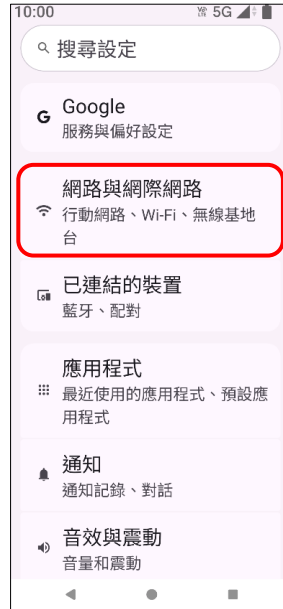 10:00 5G
搜尋設定
Google
服務與偏好設定
網路與網際網路
行動網路、Wi-Fi、無線基地
台
已連結的裝置
藍牙、配對
應用程式
最近使用的應用程式、預設應
用程式
通知
通知記錄、對話
音效與震動
音量和震動